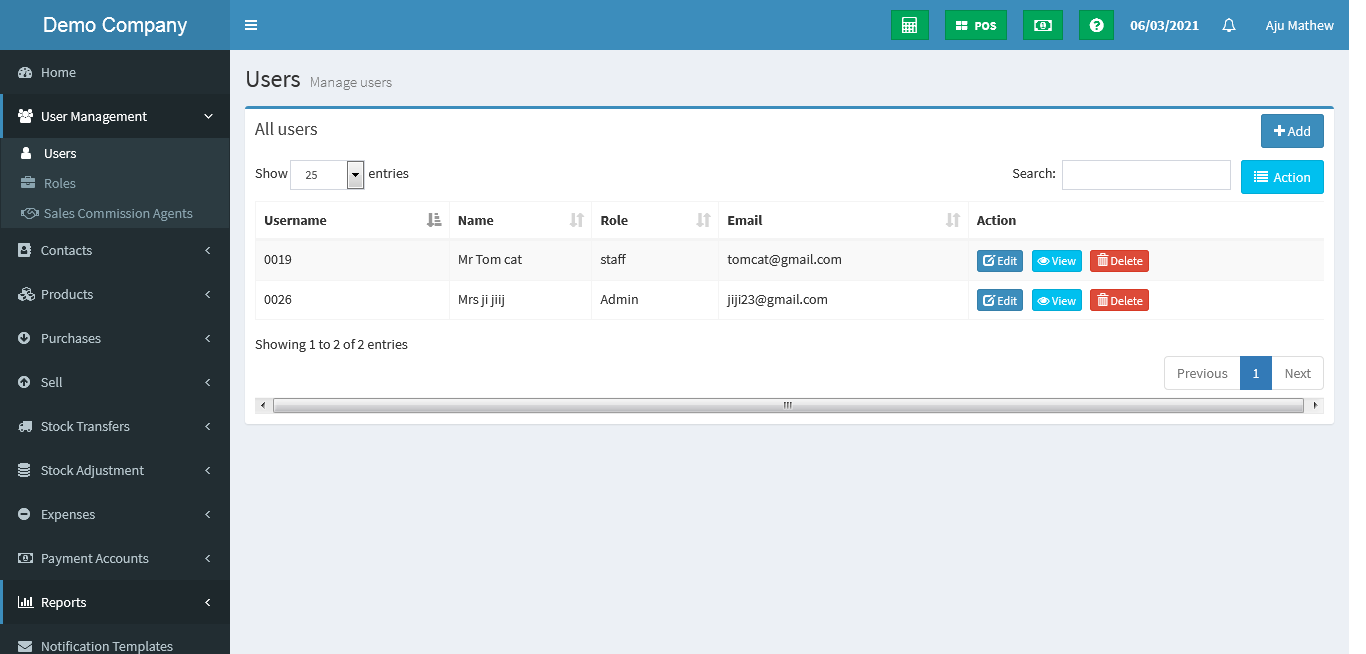 Demo Company
POS
06/03/2021
Aju Mathew
Home
User Management
Users
Roles
Sales Commission Agents
Contacts
Products
Purchases
Sell
Stock Transfers
Stock Adjustment
Expenses
Payment Accounts
Reports
Notification Templates
Users Manage users
All users
Add
Show 25 entries
Search:
Action
Username Name Role Email Action
0019 Mr Tom cat staff tomcat@gmail.com Edit View Delete
0026 Mrs ji jiij Admin jiji23@gmail.com Edit View Delete
Showing 1 to 2 of 2 entries
Previous 1 Next